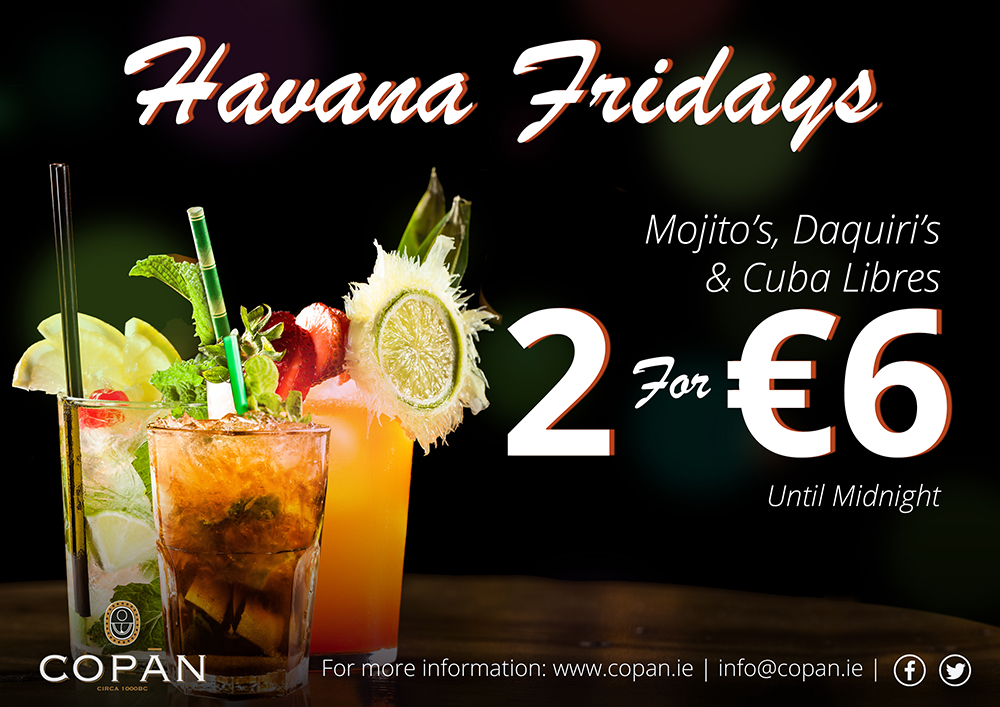 Havana Fridays
Mojito's, Daquiri's
& Cuba Libres
2 For €6
Until Midnight
COPĀN
CIRCA 1000BC
For more information: www.copan.ie | info@copan.ie |